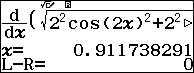 d/dx(√2²cos(2x)²+2²▷
x= 0.911738291
L-R= 0